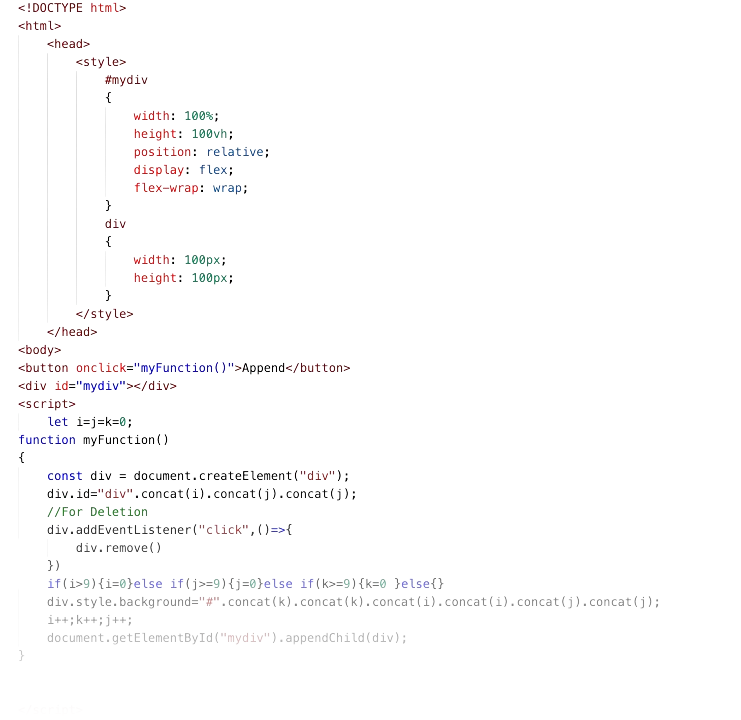 <!DOCTYPE html>
<html>
<head>
<style>
#mydiv
{
width: 100%;
height: 100vh;
position: relative;
display: flex;
flex-wrap: wrap;
}
div
{
width: 100px;
height: 100px;
}
</style>
</head>
<body>
<button onclick="myFunction()">Append</button>
<div id="mydiv"></div>
<script>
let i=j=k=0;
function myFunction()
{
const div = document.createElement("div");
div.id="div".concat(i).concat(j).concat(j);
//For Deletion
div.addEventListener("click",()=>{
div.remove()
})
if(i>9){i=0}else if(j>=9){j=0}else if(k>=9){k=0 }else{}
div.style.background="#".concat(k).concat(k).concat(i).concat(i).concat(j).concat(j);
i++;k++;j++;
document.getElementById("mydiv").appendChild(div);
}